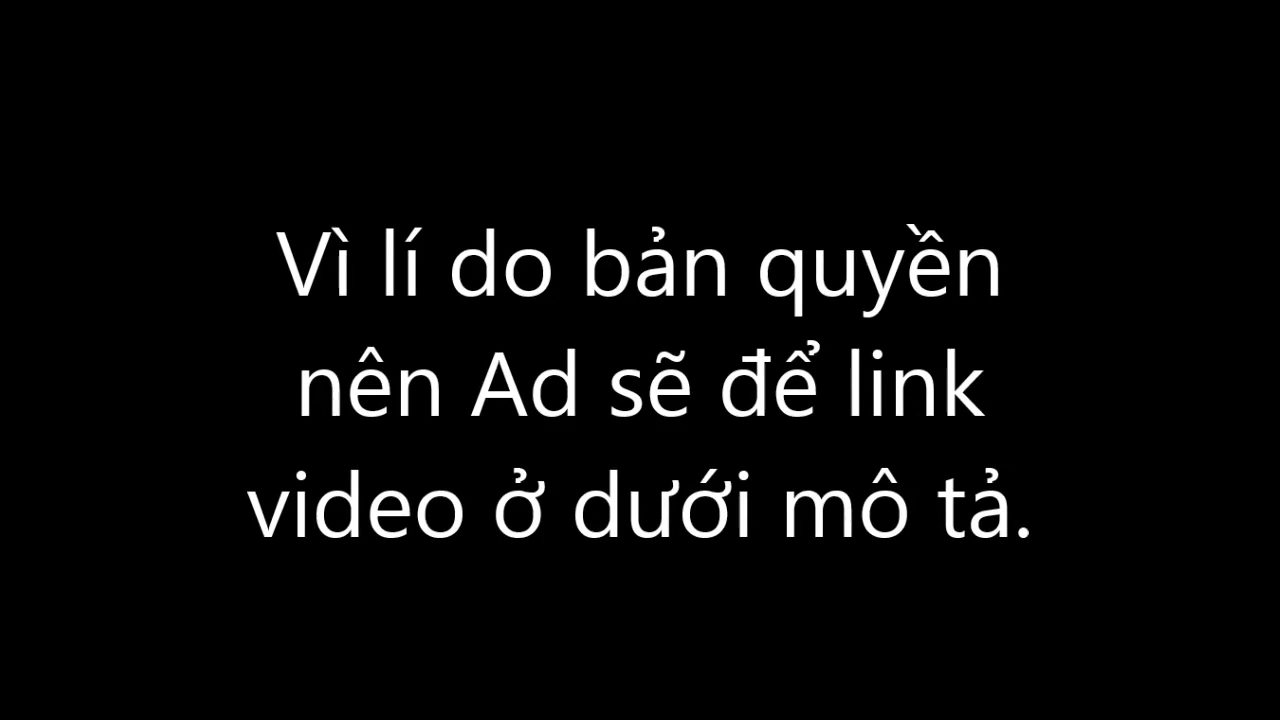 Vì lí do bản quyền
nên Ad sẽ để link
video ở dưới mô tả.